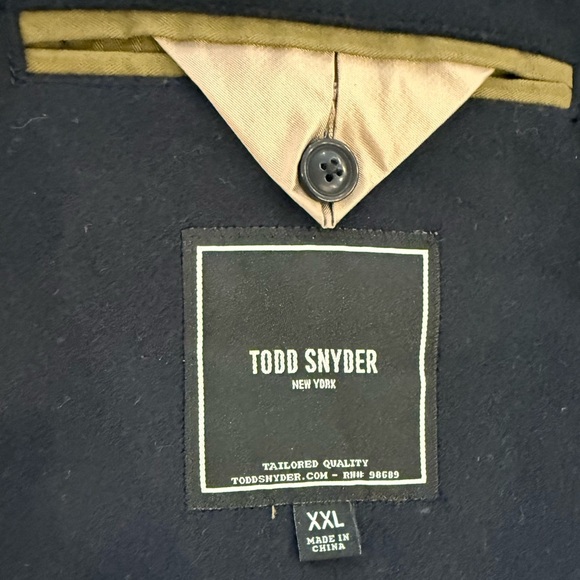 TODD SNYDER
NEW YORK
TAILORED QUALITY
TODDSNYDER.COM - RN# 98689
XXL
MADE IN
CHINA